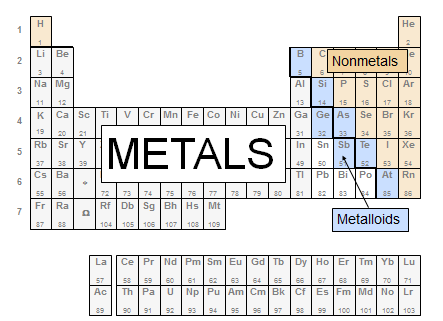 1 H He
1 2
2 Li Be B Nonmetals
3 4 5
3 Na Mg Al Si P S Cl Ar
11 12 13 14 15 16 17 18
4 K Ca Sc Ti V Cr Mn Fe Co Ni Cu Zn Ga Ge As Se Br Kr
19 20 21 31 32 33 34 35 36
METALS
5 Rb Sr Y In Sn Sb Te I Xe
37 38 39 49 50 52 53 54
6 Cs Ba * Tl Pb Bi Po At Rn
55 56 72 73 74 75 76 77 78 79 80 81 82 83 85 86
7 Fr Ra Ω Rf Db Sg Bh Hs Mt
87 88 104 105 106 107 108 109
Metalloids
La Ce Pr Nd Pm Sm Eu Gd Tb Dy Ho Er Tm Yb Lu
57 58 59 60 61 62 63 64 65 66 67 68 69 70 71
Ac Th Pa U Np Pu Am Cm Bk Cf Es Fm Md No Lr
89 90 91 92 93 94 95 96 97 98 99 100 101 102 103